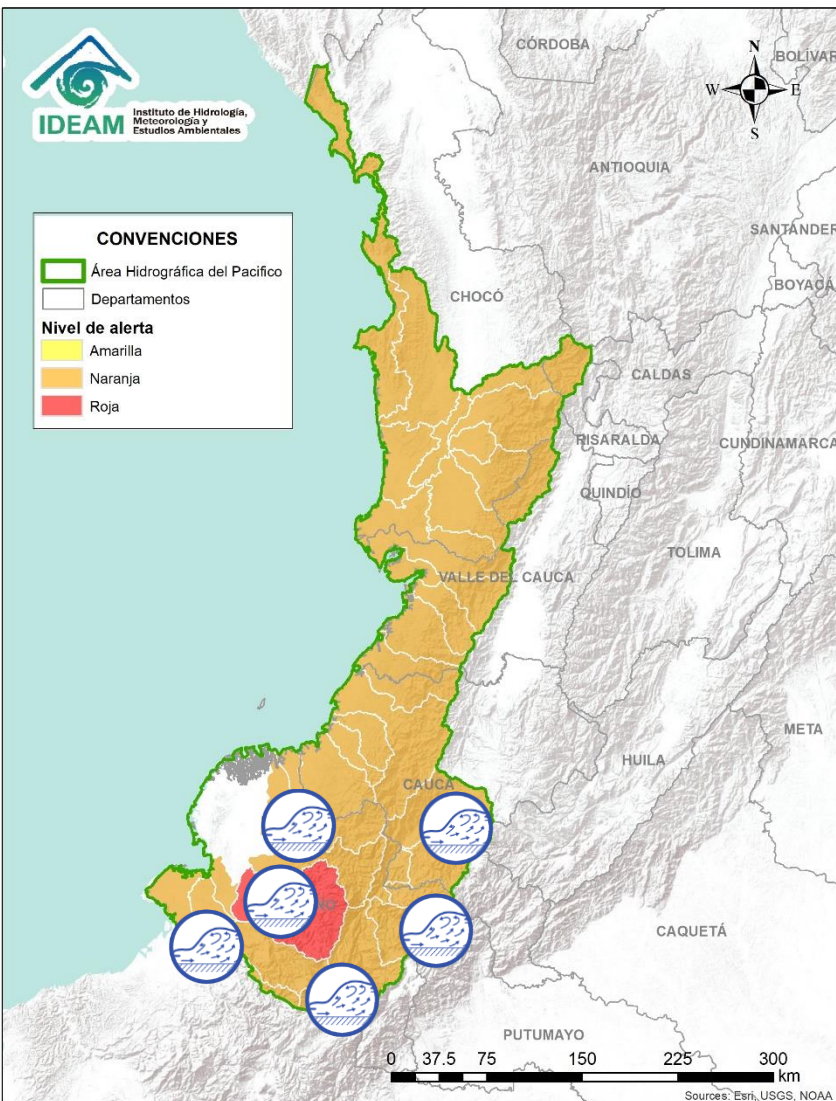 IDEAM
Instituto de Hidrología,
Meteorología y
Estudios Ambientales
CÓRDOBA
BOLÍVAR
N
W
E
S
ANTIOQUIA
SANTANDER
BOYACÁ
CONVENCIONES
Área Hidrográfica del Pacifico
Departamentos
Nivel de alerta
Amarilla
Naranja
Roja
CHOCÓ
CALDAS
RISARALDA
CUNDINAMARCA
QUINDÍO
TOLIMA
VALLE DEL CAUCA
META
HUILA
CAUCA
CAQUETÁ
PUTUMAYO
0 37.5 75 150 225 300
km
Sources: Esri, USGS, NOAA